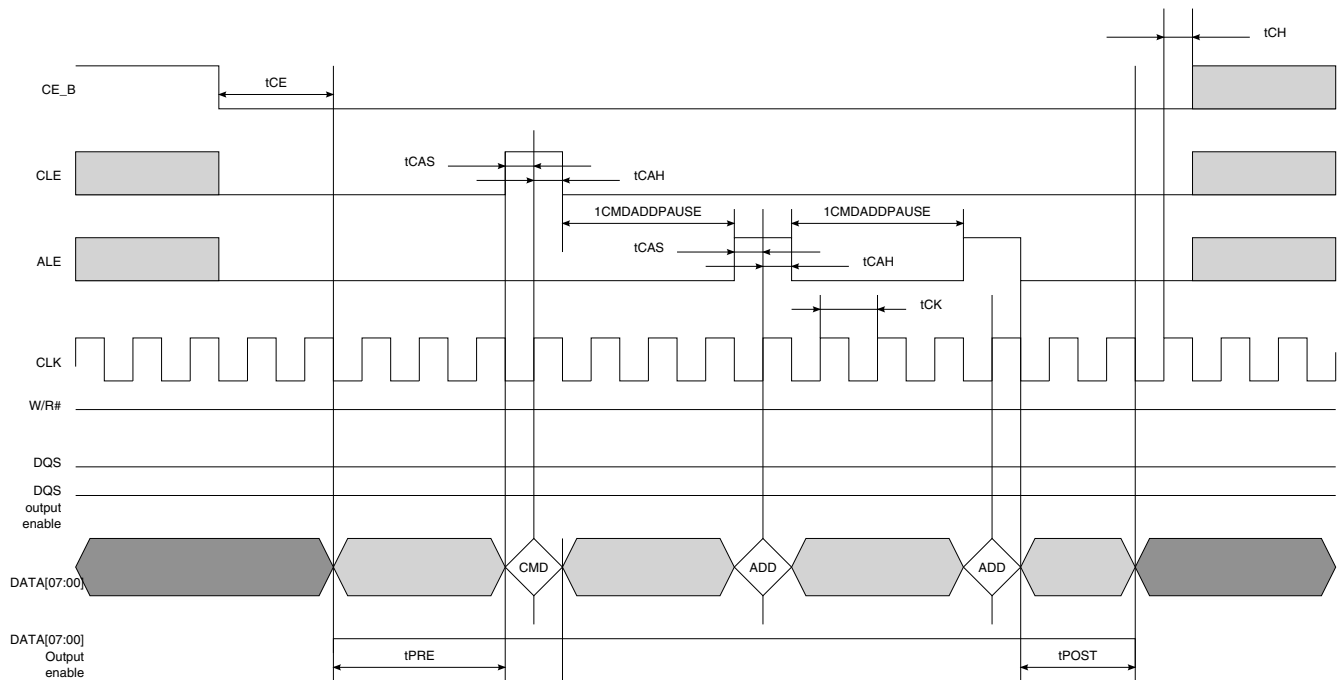 tCH
CE_B
tCE
CLE
tCAS
tCAH
1CMDADDPAUSE
1CMDADDPAUSE
ALE
tCAS
tCAH
tCK
CLK
W/R#
DQS
DQS
output
enable
DATA[07:00]
CMD
ADD
ADD
DATA[07:00]
Output
enable
tPRE
tPOST